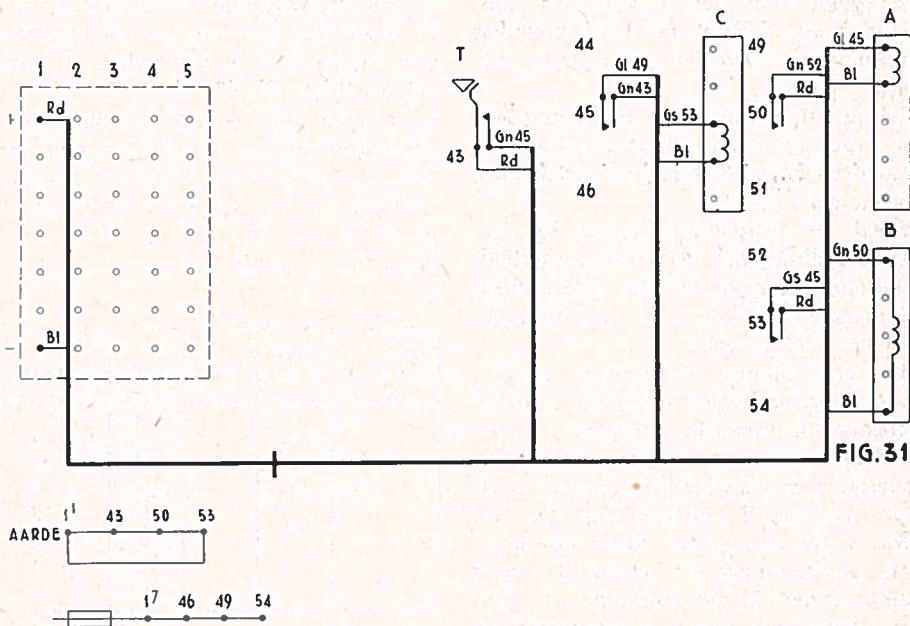 1 2 3 4 5
+
Rd
Bl
–
T
43
Gn 45
Rd
44
45
46
Gl 49
Gn 43
C
Gs 53
Bl
49
50
51
52
53
54
Gn 52
Rd
Gs 45
Rd
A
Gl 45
Bl
B
Gn 50
Bl
FIG. 31
AARDE 1¹ 43 50 53
1⁷ 46 49 54